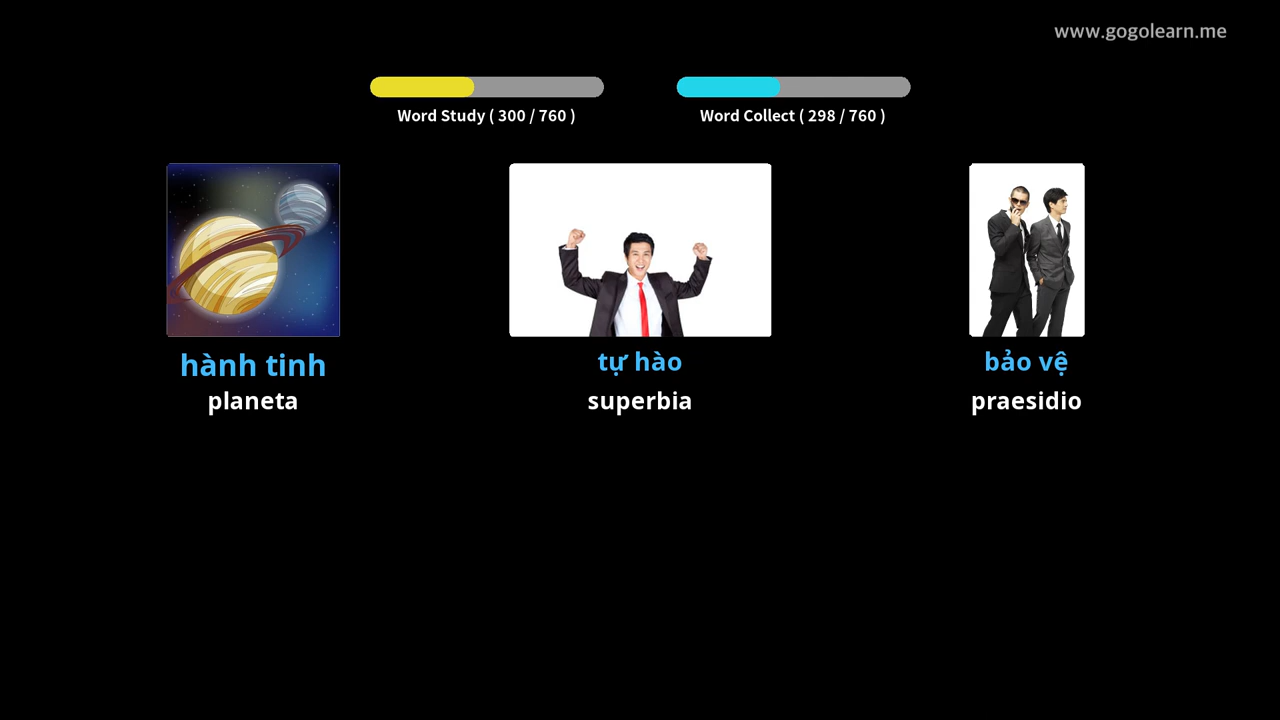 www.gogolearn.me
Word Study ( 300 / 760 )
Word Collect ( 298 / 760 )
hành tinh
planeta
tự hào
superbia
bảo vệ
praesidio